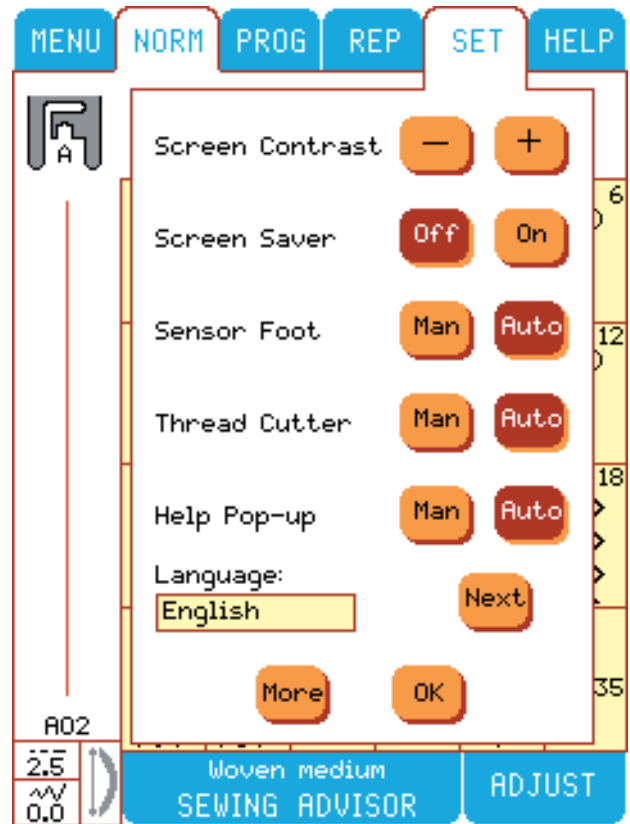 MENU NORM PROG REP SET HELP
A
Screen Contrast − +
6
Screen Saver Off On
Sensor Foot Man Auto
12
Thread Cutter Man Auto
18
Help Pop-up Man Auto
Language:
English Next
More OK
35
A02
2.5
0.0
Woven medium
SEWING ADVISOR
ADJUST